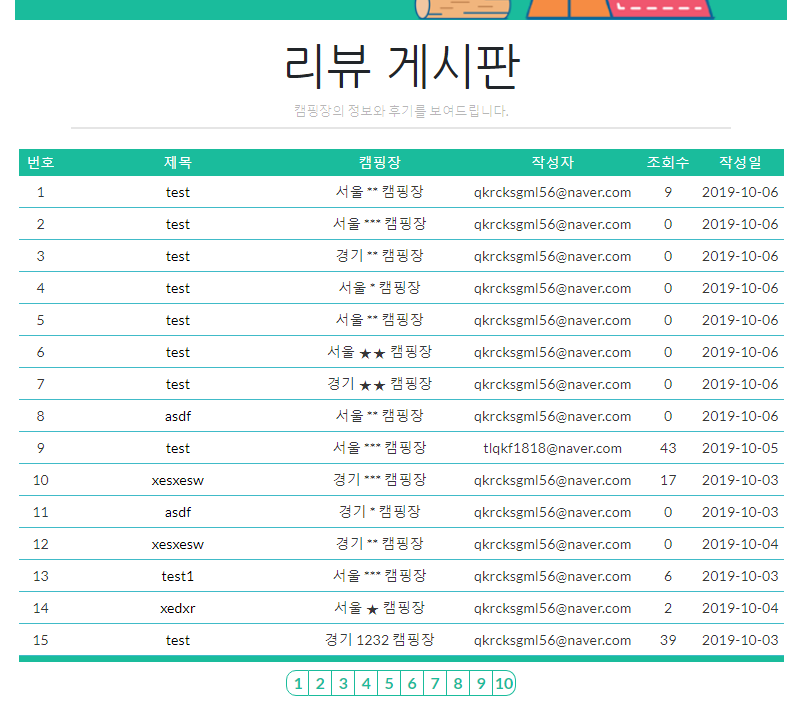 리뷰 게시판
캠핑장의 정보와 후기를 보여드립니다.
번호 제목 캠핑장 작성자 조회수 작성일
1 test 서울 ** 캠핑장 qkrcksgml56@naver.com 9 2019-10-06
2 test 서울 *** 캠핑장 qkrcksgml56@naver.com 0 2019-10-06
3 test 경기 ** 캠핑장 qkrcksgml56@naver.com 0 2019-10-06
4 test 서울 * 캠핑장 qkrcksgml56@naver.com 0 2019-10-06
5 test 서울 ** 캠핑장 qkrcksgml56@naver.com 0 2019-10-06
6 test 서울 ★★ 캠핑장 qkrcksgml56@naver.com 0 2019-10-06
7 test 경기 ★★ 캠핑장 qkrcksgml56@naver.com 0 2019-10-06
8 asdf 서울 ** 캠핑장 qkrcksgml56@naver.com 0 2019-10-06
9 test 서울 *** 캠핑장 tlqkf1818@naver.com 43 2019-10-05
10 xesxesw 경기 *** 캠핑장 qkrcksgml56@naver.com 17 2019-10-03
11 asdf 경기 * 캠핑장 qkrcksgml56@naver.com 0 2019-10-03
12 xesxesw 경기 ** 캠핑장 qkrcksgml56@naver.com 0 2019-10-04
13 test1 서울 *** 캠핑장 qkrcksgml56@naver.com 6 2019-10-03
14 xedxr 서울 ★ 캠핑장 qkrcksgml56@naver.com 2 2019-10-04
15 test 경기 1232 캠핑장 qkrcksgml56@naver.com 39 2019-10-03
1 2 3 4 5 6 7 8 9 10